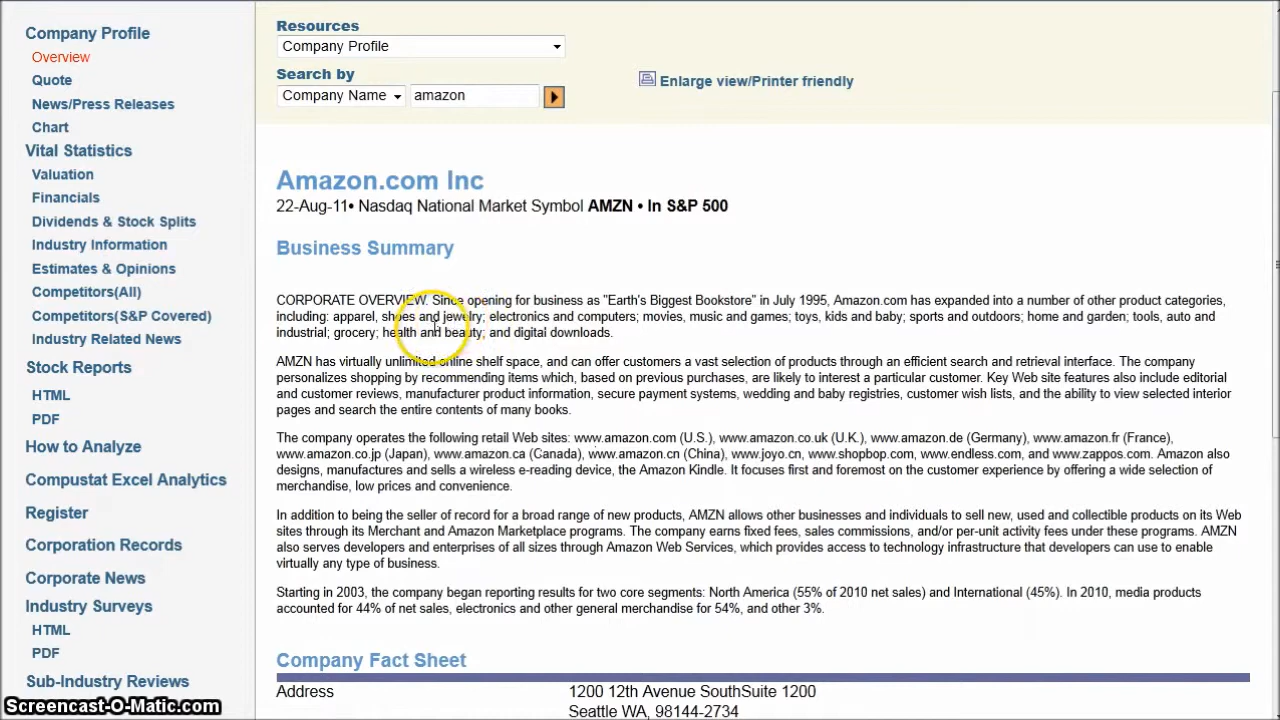 Company Profile
Overview
Quote
News/Press Releases
Chart
Vital Statistics
Valuation
Financials
Dividends & Stock Splits
Industry Information
Estimates & Opinions
Competitors(All)
Competitors(S&P Covered)
Industry Related News
Stock Reports
HTML
PDF
How to Analyze
Compustat Excel Analytics
Register
Corporation Records
Corporate News
Industry Surveys
HTML
PDF
Sub-Industry Reviews
Resources
Company Profile
Search by
Company Name amazon
Enlarge view/Printer friendly
Amazon.com Inc
22-Aug-11• Nasdaq National Market Symbol AMZN • In S&P 500
Business Summary
CORPORATE OVERVIEW. Since opening for business as "Earth's Biggest Bookstore" in July 1995, Amazon.com has expanded into a number of other product categories,
including: apparel, shoes and jewelry; electronics and computers; movies, music and games; toys, kids and baby; sports and outdoors; home and garden; tools, auto and
industrial; grocery; health and beauty; and digital downloads.
AMZN has virtually unlimited online shelf space, and can offer customers a vast selection of products through an efficient search and retrieval interface. The company
personalizes shopping by recommending items which, based on previous purchases, are likely to interest a particular customer. Key Web site features also include editorial
and customer reviews, manufacturer product information, secure payment systems, wedding and baby registries, customer wish lists, and the ability to view selected interior
pages and search the entire contents of many books.
The company operates the following retail Web sites: www.amazon.com (U.S.), www.amazon.co.uk (U.K.), www.amazon.de (Germany), www.amazon.fr (France),
www.amazon.co.jp (Japan), www.amazon.ca (Canada), www.amazon.cn (China), www.joyo.cn, www.shopbop.com, www.endless.com, and www.zappos.com. Amazon also
designs, manufactures and sells a wireless e-reading device, the Amazon Kindle. It focuses first and foremost on the customer experience by offering a wide selection of
merchandise, low prices and convenience.
In addition to being the seller of record for a broad range of new products, AMZN allows other businesses and individuals to sell new, used and collectible products on its Web
sites through its Merchant and Amazon Marketplace programs. The company earns fixed fees, sales commissions, and/or per-unit activity fees under these programs. AMZN
also serves developers and enterprises of all sizes through Amazon Web Services, which provides access to technology infrastructure that developers can use to enable
virtually any type of business.
Starting in 2003, the company began reporting results for two core segments: North America (55% of 2010 net sales) and International (45%). In 2010, media products
accounted for 44% of net sales, electronics and other general merchandise for 54%, and other 3%.
Company Fact Sheet
Address 1200 12th Avenue SouthSuite 1200
Seattle WA, 98144-2734
Screencast-O-Matic.com